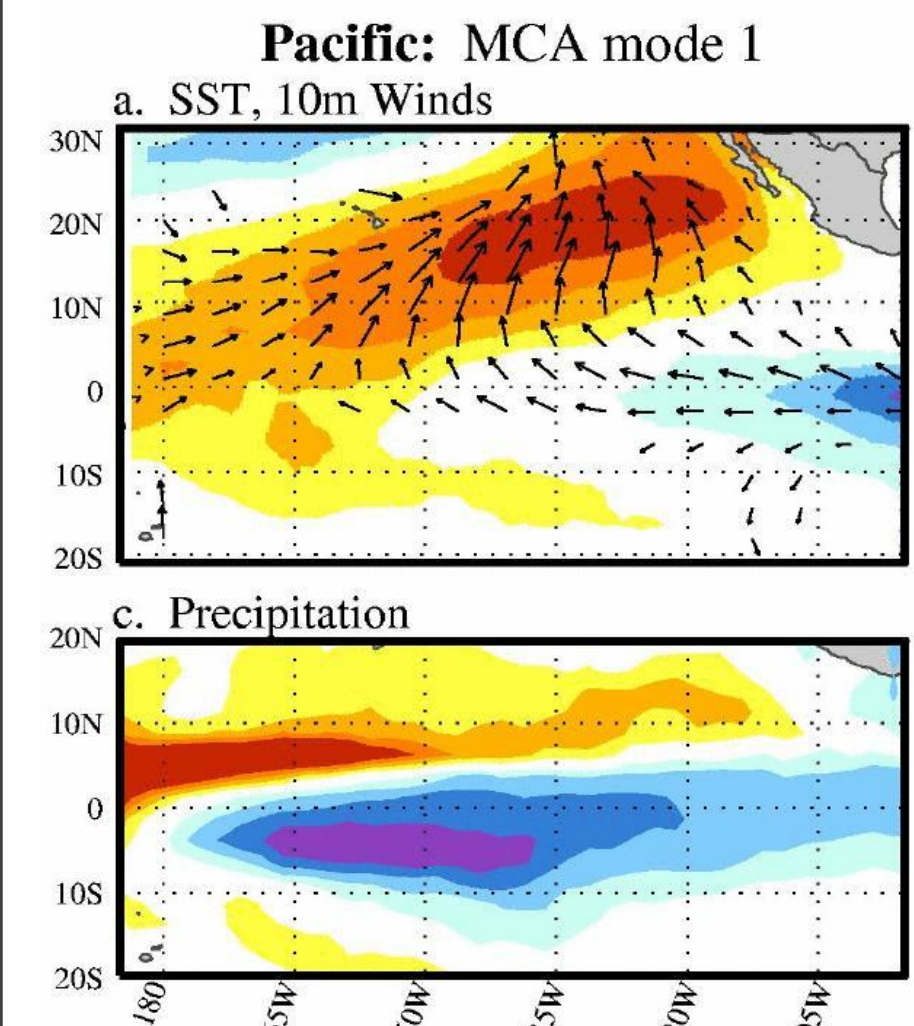 Pacific: MCA mode 1
a. SST, 10m Winds
30N
20N
10N
0
10S
20S
c. Precipitation
20N
10N
0
10S
20S
180